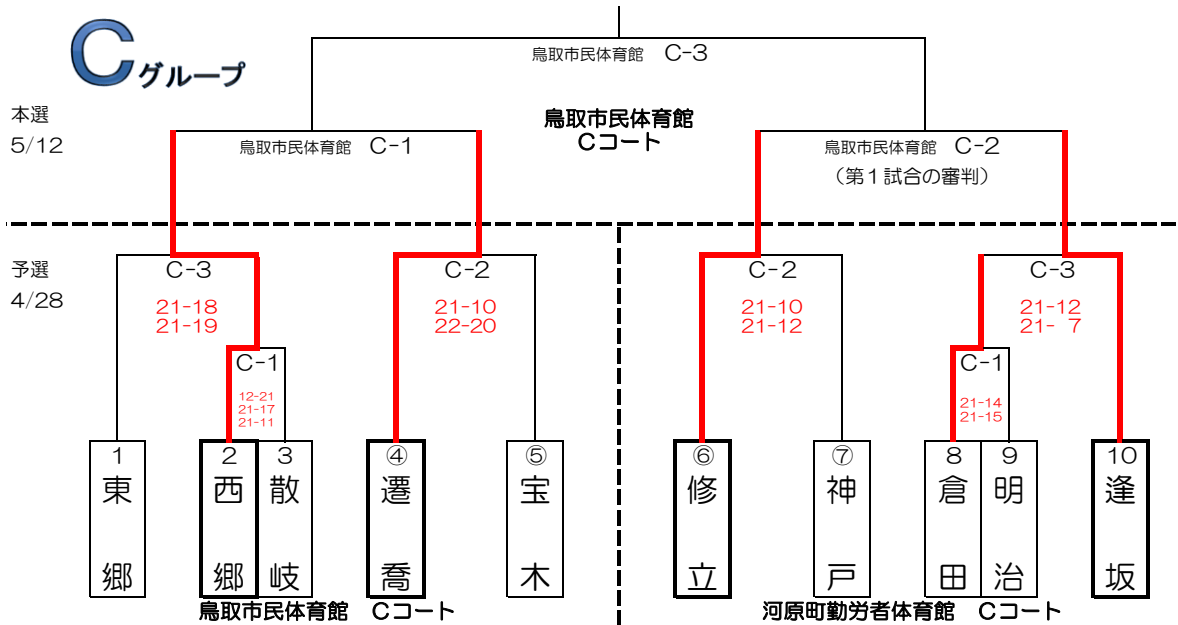 Cグループ
鳥取市民体育館 C-3
本選
5/12
鳥取市民体育館
Cコート
鳥取市民体育館 C-1
鳥取市民体育館 C-2
(第1試合の審判)
予選
4/28
C-3
21-18
21-19
C-2
21-10
22-20
C-2
21-10
21-12
C-3
21-12
21- 7
C-1
12-21
21-17
21-11
C-1
21-14
21-15
1
東郷
2
西郷
3
散岐
④
遷喬
⑤
宝木
⑥
修立
⑦
神戸
8
倉田
9
明治
10
逢坂
鳥取市民体育館 Cコート
河原町勤労者体育館 Cコート